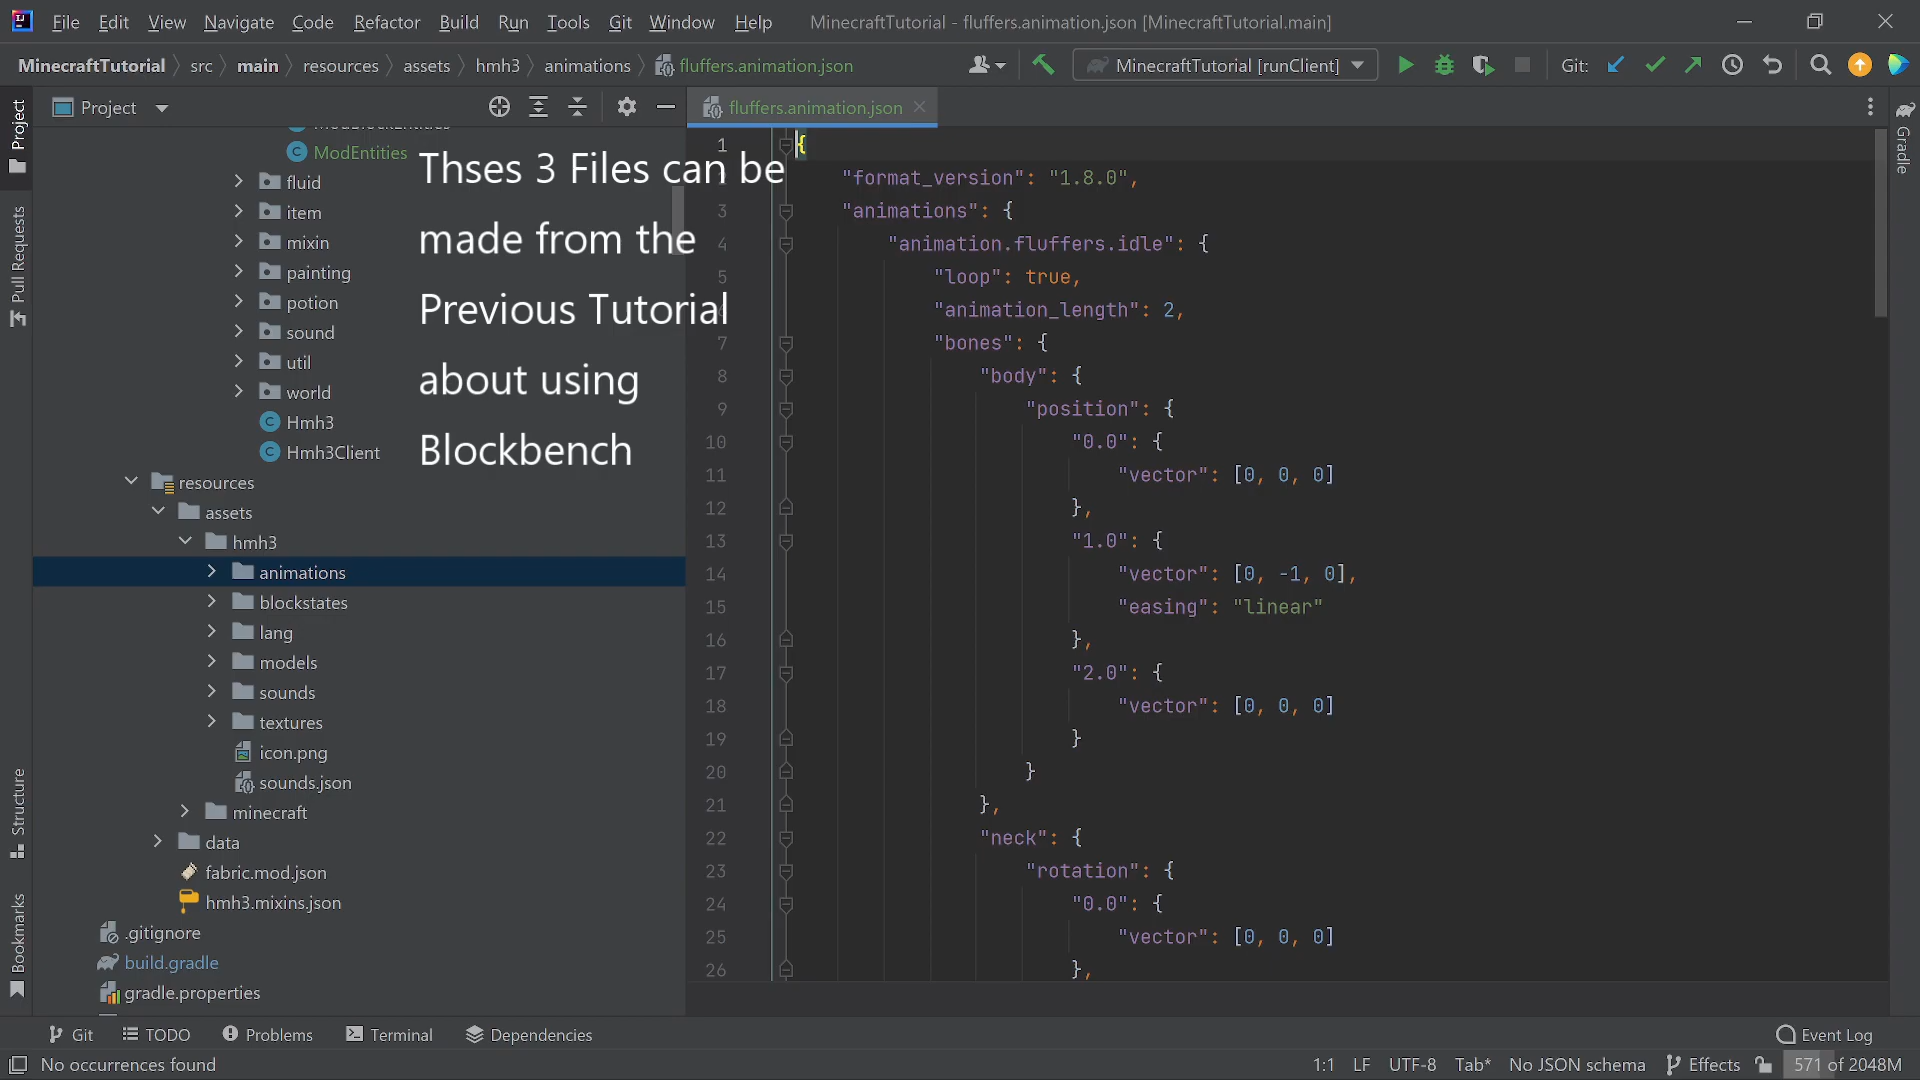 File Edit View Navigate Code Refactor Build Run Tools Git Window Help MinecraftTutorial - fluffers.animation.json [MinecraftTutorial.main]
MinecraftTutorial src main resources assets hmh3 animations fluffers.animation.json MinecraftTutorial [runClient] Git:
Project
fluffers.animation.json
Project
Pull Requests
Structure
Bookmarks
Gradle
ModBlockEntities
ModEntities
fluid
item
mixin
painting
potion
sound
util
world
Hmh3
Hmh3Client
resources
assets
hmh3
animations
blockstates
lang
models
sounds
textures
icon.png
sounds.json
minecraft
data
fabric.mod.json
hmh3.mixins.json
.gitignore
build.gradle
gradle.properties
Thses 3 Files can be
made from the
Previous Tutorial
about using
Blockbench
1 {
"format_version": "1.8.0",
3 "animations": {
4 "animation.fluffers.idle": {
5 "loop": true,
"animation_length": 2,
7 "bones": {
8 "body": {
9 "position": {
10 "0.0": {
11 "vector": [0, 0, 0]
12 },
13 "1.0": {
14 "vector": [0, -1, 0],
15 "easing": "linear"
16 },
17 "2.0": {
18 "vector": [0, 0, 0]
19 }
20 }
21 },
22 "neck": {
23 "rotation": {
24 "0.0": {
25 "vector": [0, 0, 0]
26 },
Git TODO Problems Terminal Dependencies Event Log
No occurrences found 1:1 LF UTF-8 Tab* No JSON schema Effects 571 of 2048M